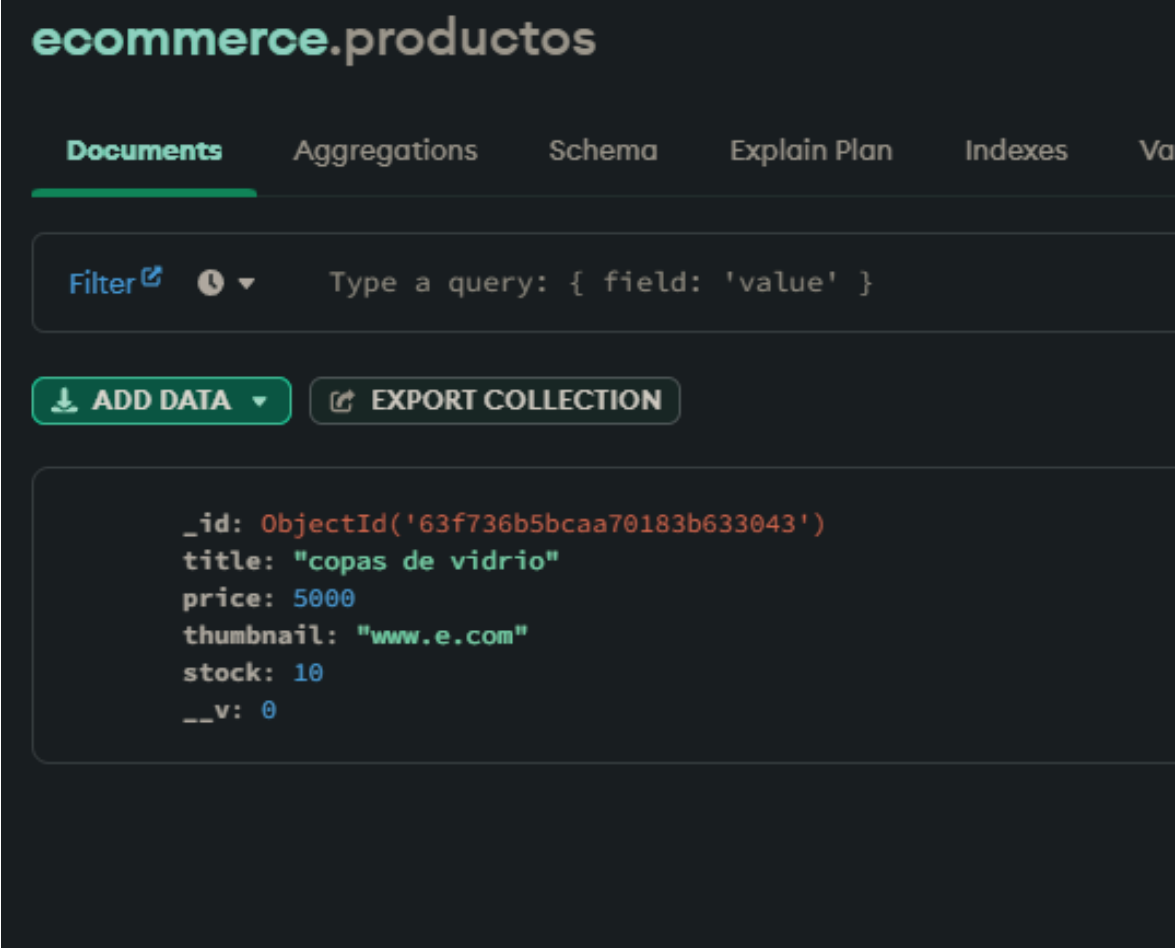 ecommerce.productos
Documents Aggregations Schema Explain Plan Indexes Va
Filter Type a query: { field: 'value' }
ADD DATA EXPORT COLLECTION
_id: ObjectId('63f736b5bcaa70183b633043')
title: "copas de vidrio"
price: 5000
thumbnail: "www.e.com"
stock: 10
__v: 0